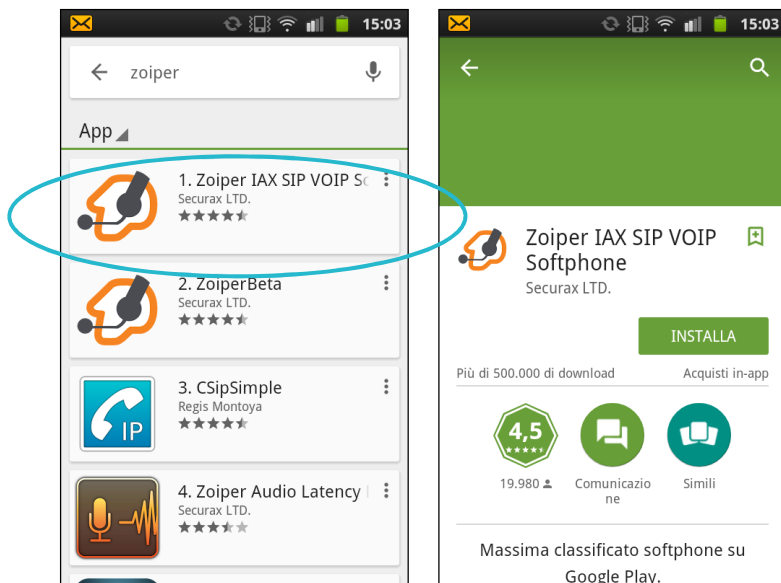 15:03
zoiper
App
1. Zoiper IAX SIP VOIP
Securax LTD.
2. ZoiperBeta
Securax LTD.
3. CSipSimple
Regis Montoya
IP
4. Zoiper Audio Latency
Securax LTD.
15:03
Zoiper IAX SIP VOIP
Softphone
Securax LTD.
INSTALLA
Più di 500.000 di download
Acquisti in-app
4,5
19.980
Comunicazio
ne
Simili
Massima classificato softphone su
Google Play.